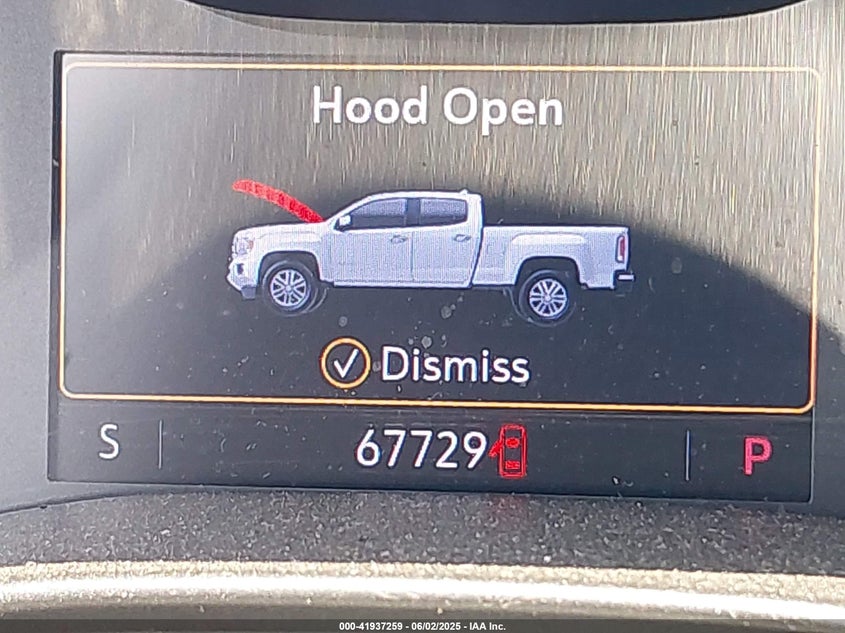 Hood Open
Dismiss
S 67729 P
000-41937259 - 06/02/2025 - IAA Inc.